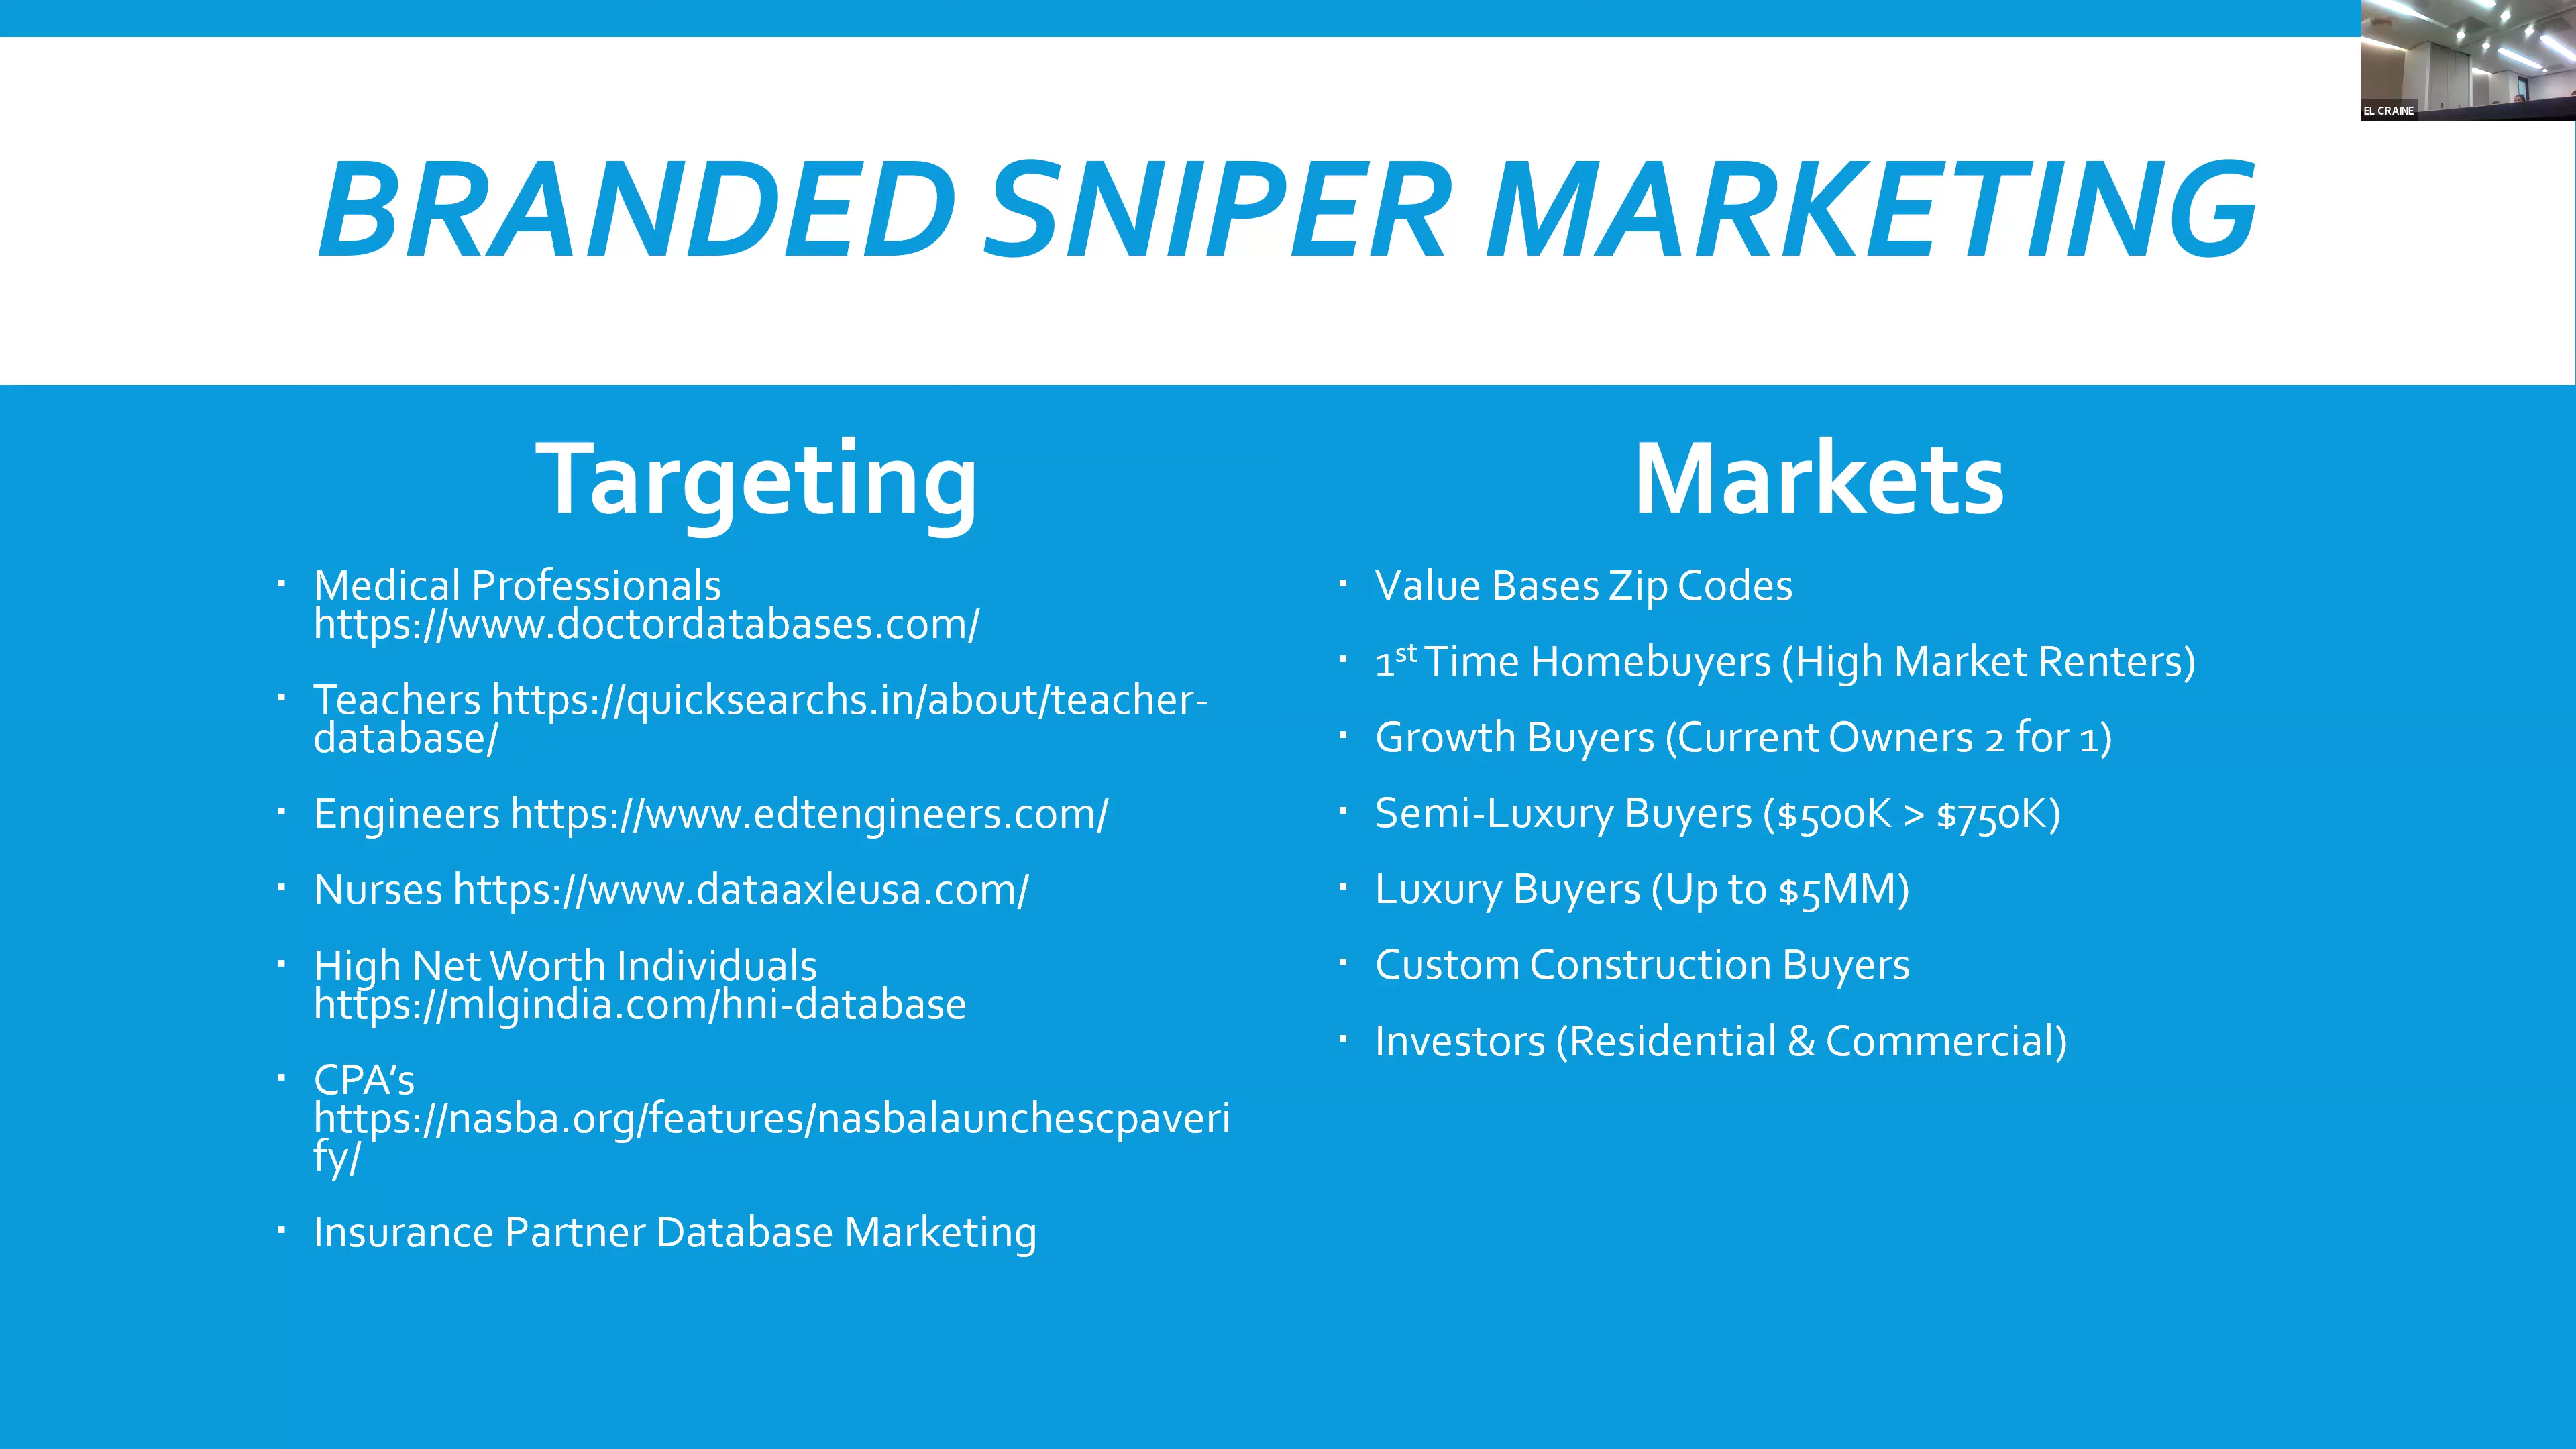 EL CRAINE
BRANDED SNIPER MARKETING
Targeting
▪ Medical Professionals
https://www.doctordatabases.com/
▪ Teachers https://quicksearchs.in/about/teacher-
database/
▪ Engineers https://www.edtengineers.com/
▪ Nurses https://www.dataaxleusa.com/
▪ High Net Worth Individuals
https://mlgindia.com/hni-database
▪ CPA’s
https://nasba.org/features/nasbalaunchescpaveri
fy/
▪ Insurance Partner Database Marketing
Markets
▪ Value Bases Zip Codes
▪ 1st Time Homebuyers (High Market Renters)
▪ Growth Buyers (Current Owners 2 for 1)
▪ Semi-Luxury Buyers ($500K > $750K)
▪ Luxury Buyers (Up to $5MM)
▪ Custom Construction Buyers
▪ Investors (Residential & Commercial)